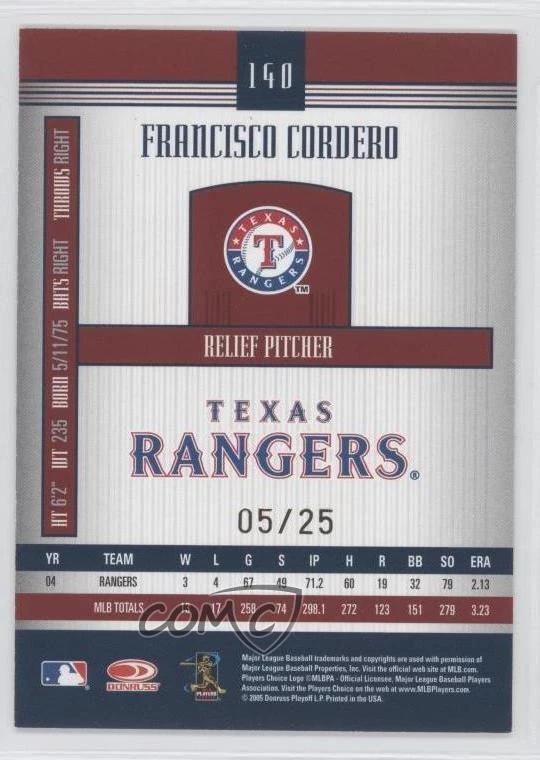 140
FRANCISCO CORDERO
TEXAS RANGERS
T
TM
RELIEF PITCHER
HT 6'2" WT 235 BORN 5/11/75 BATS RIGHT THROWS RIGHT
TEXAS
RANGERS®
05/25
YR TEAM W L G S IP H R BB SO ERA
04 RANGERS 3 4 67 49 71.2 60 19 32 79 2.13
MLB TOTALS 17 258 74 298.1 272 123 151 279 3.23
COMC
DONRUSS
PLAYERS
Major League Baseball trademarks and copyrights are used with permission of
Major League Baseball Properties, Inc. Visit the official website at MLB.com.
Players Choice Logo ©MLBPA - Official Licensee, Major League Baseball Players
Association. Visit the Players Choice on the web at www.MLBPlayers.com.
© 2005 Donruss Playoff L.P. Printed in the USA.